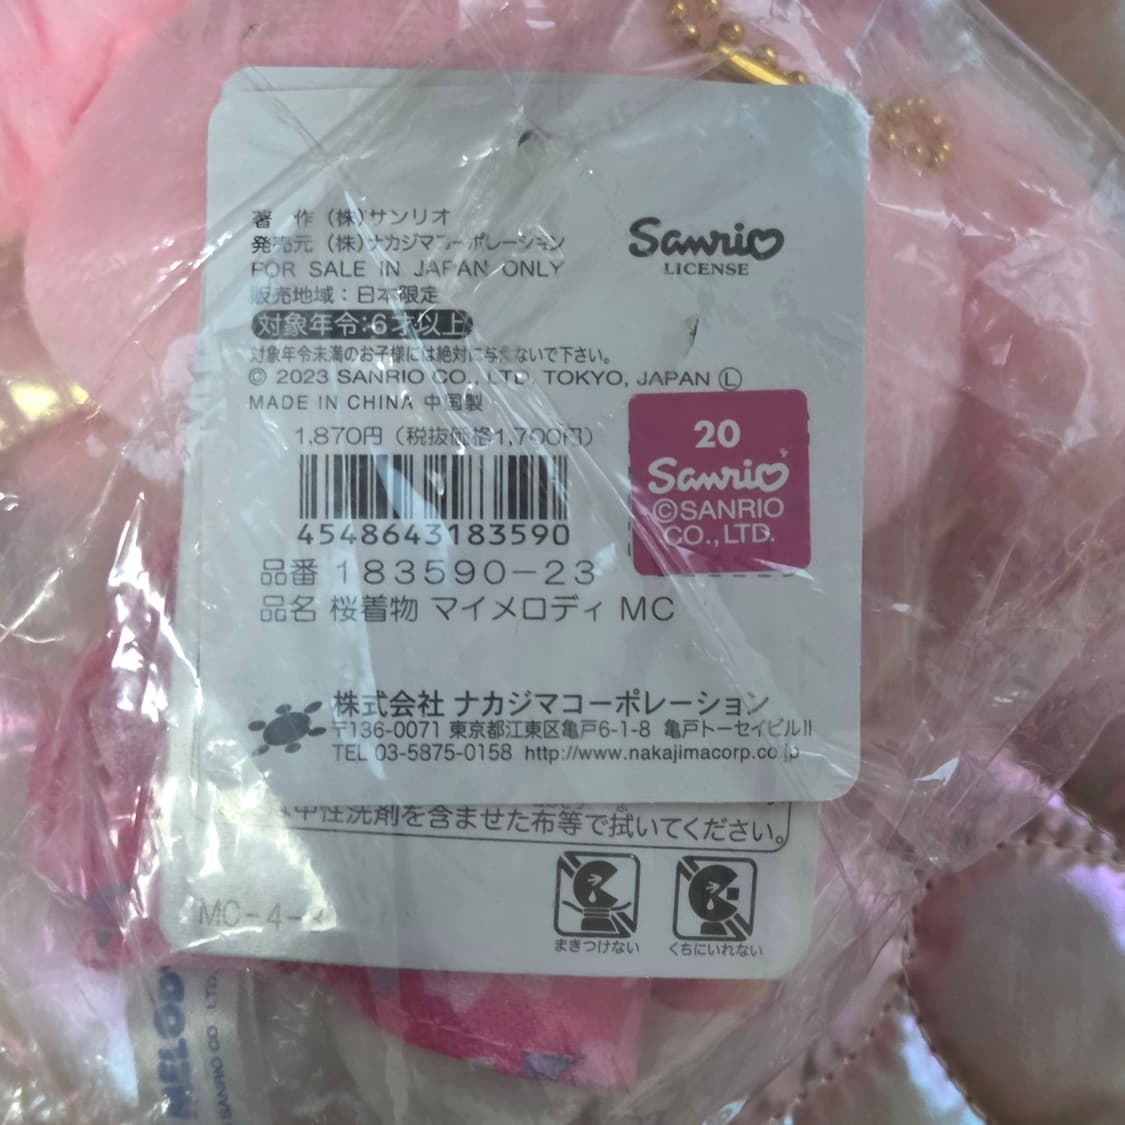 著 作 (株)サンリオ
発売元 (株)ナカジマコーポレーション
FOR SALE IN JAPAN ONLY
販売地域：日本限定
対象年令：6才以上
対象年令未満のお子様には絶対に与えないで下さい。
© 2023 SANRIO CO., LTD. TOKYO, JAPAN Ⓛ
MADE IN CHINA 中国製
Sanrio
LICENSE
1,870円 (税抜価格1,700円)
4548643183590
20
Sanrio
©SANRIO
CO.,LTD.
品番 183590-23
品名 桜着物 マイメロディ MC
株式会社 ナカジマコーポレーション
〒136-0071 東京都江東区亀戸6-1-8 亀戸トーセイビルⅡ
TEL 03-5875-0158 http://www.nakajimacorp.co.jp
中性洗剤を含ませた布等で拭いてください。
まきつけない
くちにいれない
MC-4-
MELOD
SANRIO CO LTD